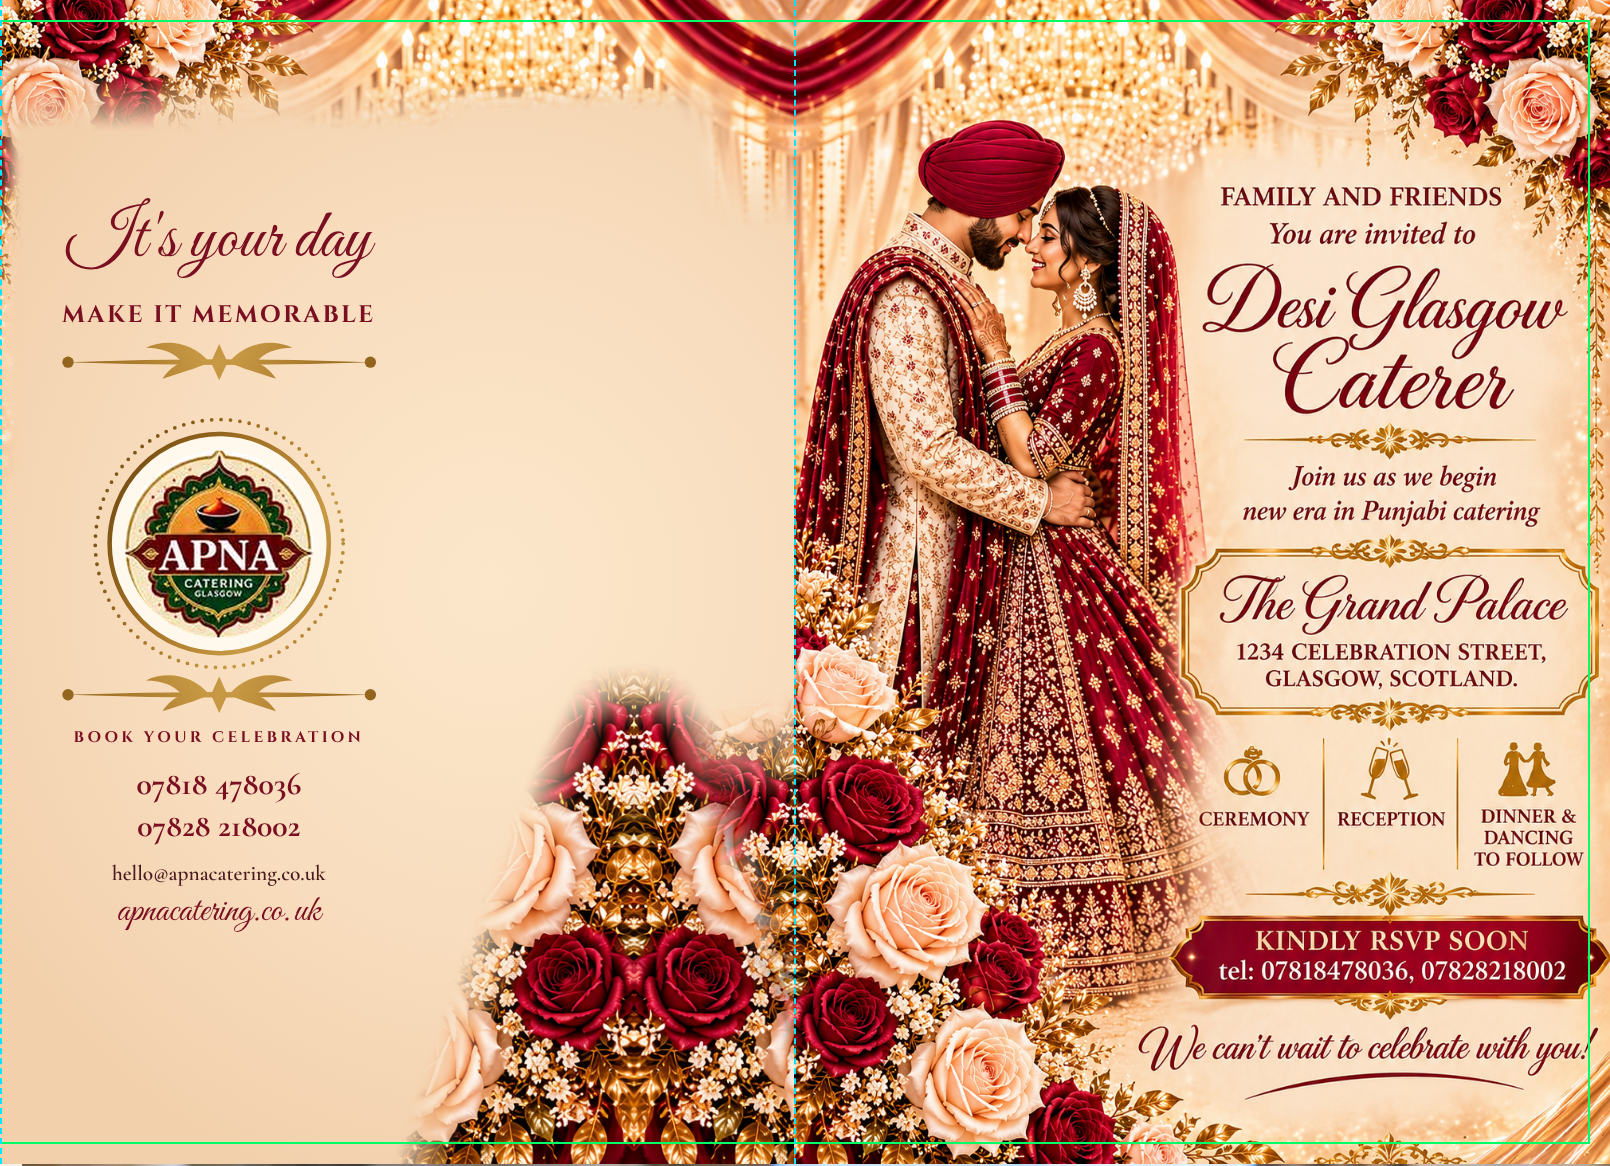 It's your day
MAKE IT MEMORABLE
APNA
CATERING
GLASGOW
BOOK YOUR CELEBRATION
07818 478036
07828 218002
hello@apnacatering.co.uk
apnacatering.co.uk
FAMILY AND FRIENDS
You are invited to
Desi Glasgow
Caterer
Join us as we begin
new era in Punjabi catering
The Grand Palace
1234 CELEBRATION STREET,
GLASGOW, SCOTLAND.
CEREMONY
RECEPTION
DINNER &
DANCING
TO FOLLOW
KINDLY RSVP SOON
tel: 07818478036, 07828218002
We can't wait to celebrate with you!